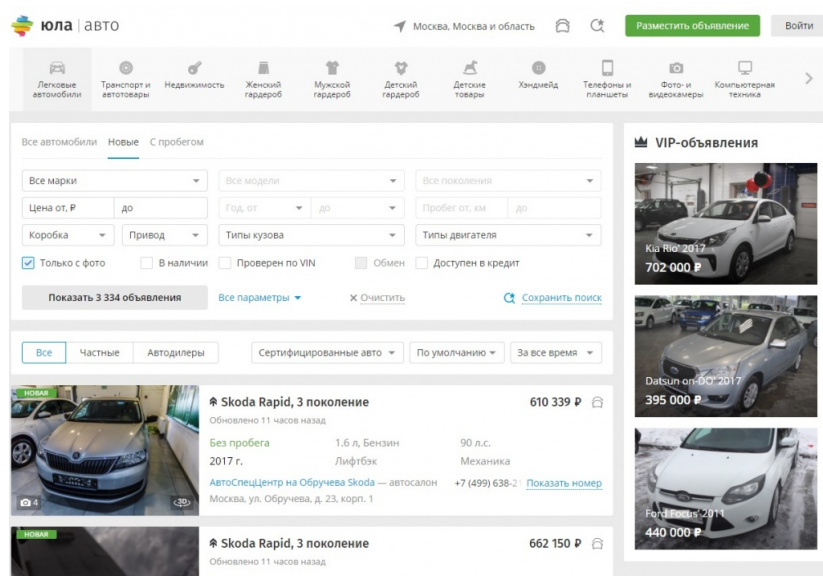 юла | авто
Москва, Москва и область
Разместить объявление
Войти
Легковые автомобили
Транспорт и автотовары
Недвижимость
Женский гардероб
Мужской гардероб
Детский гардероб
Детские товары
Хэндмейд
Телефоны и планшеты
Фото- и видеокамеры
Компьютерная техника
Все автомобили Новые С пробегом
Все марки Все модели Все поколения
Цена от, ₽ до Год, от до Пробег от, км до
Коробка Привод Типы кузова Типы двигателя
Только с фото В наличии Проверен по VIN Обмен Доступен в кредит
Показать 3 334 объявления Все параметры Очистить Сохранить поиск
Все Частные Автодилеры Сертифицированные авто По умолчанию За все время
НОВАЯ
4
3D
Skoda Rapid, 3 поколение 610 339 ₽
Обновлено 11 часов назад
Без пробега 1.6 л, Бензин 90 л.с.
2017 г. Лифтбэк Механика
АвтоСпецЦентр на Обручева Skoda — автосалон +7 (499) 638-21 Показать номер
Москва, ул. Обручева, д. 23, корп. 1
НОВАЯ
Skoda Rapid, 3 поколение 662 150 ₽
Обновлено 11 часов назад
VIP-объявления
Kia Rio' 2017
702 000 ₽
Datsun on-DO' 2017
395 000 ₽
Ford Focus' 2011
440 000 ₽